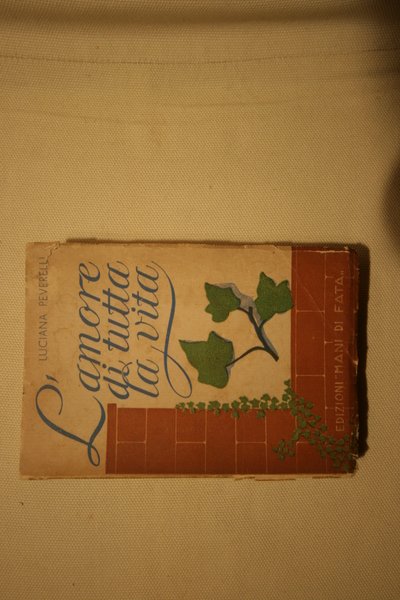 LUCIANA PEVERELLI
L'amore
di tutta
la vita
EDIZIONI "MANI DI FATA"